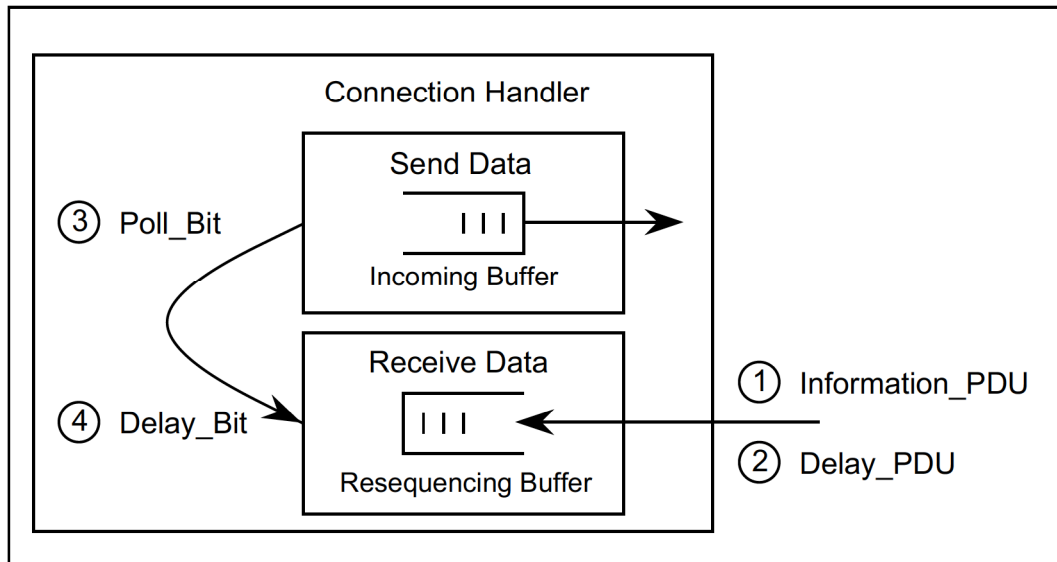 Connection Handler
Send Data
Incoming Buffer
3 Poll_Bit
Receive Data
Resequencing Buffer
4 Delay_Bit
1 Information_PDU
2 Delay_PDU